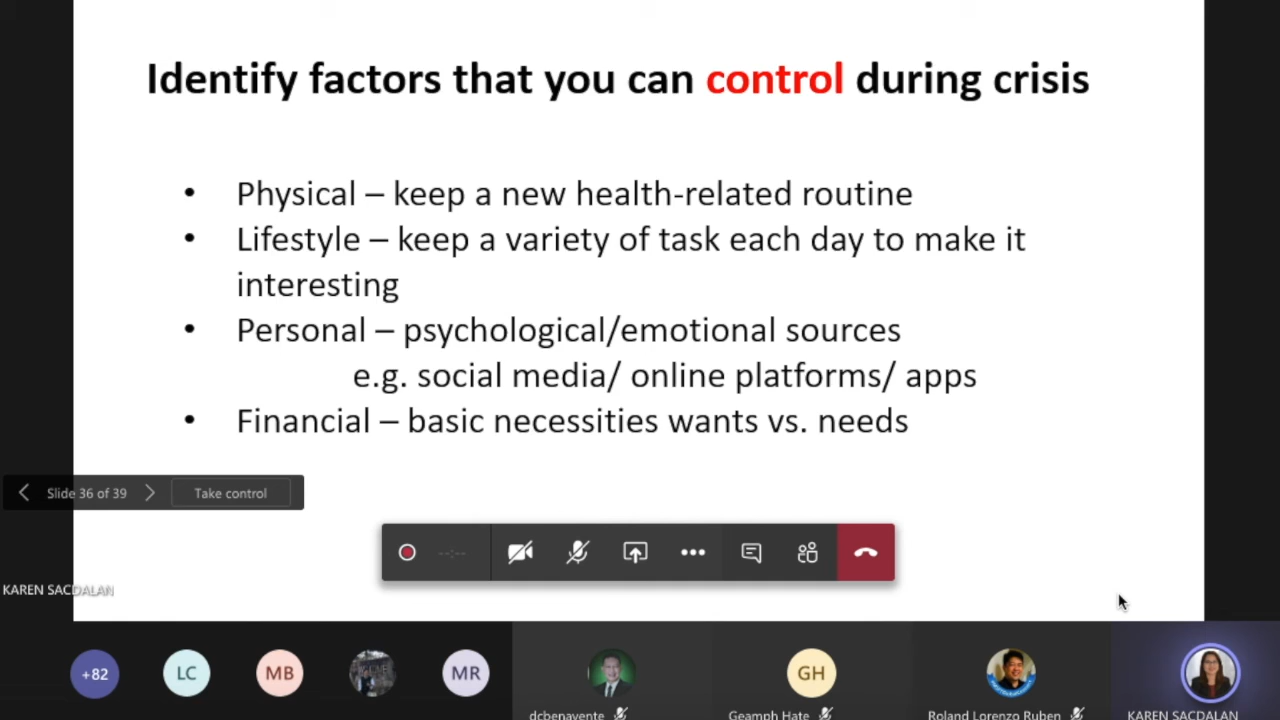 Identify factors that you can control during crisis
• Physical – keep a new health-related routine
• Lifestyle – keep a variety of task each day to make it
interesting
• Personal – psychological/emotional sources
e.g. social media/ online platforms/ apps
• Financial – basic necessities wants vs. needs
Slide 36 of 39
Take control
--:--
KAREN SACDALAN
+82
LC
MB
MR
GH
dcbenavente
Geamph Hate
Roland Lorenzo Ruben
KAREN SACDALAN